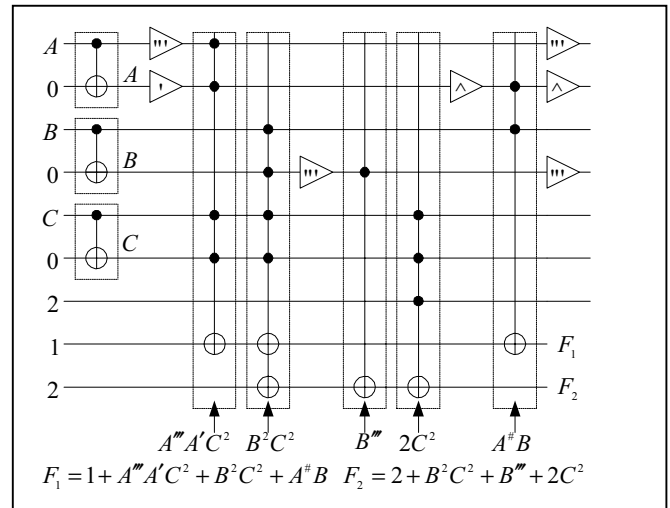 A ‴ ‴
0 A ′ ^ ^
B
0 B ‴ ‴
C
0 C
2
1 F₁
2 F₂
A‴A′C² B²C² B‴ 2C² A^#B
F₁ = 1 + A‴A′C² + B²C² + A^#B F₂ = 2 + B²C² + B‴ + 2C²